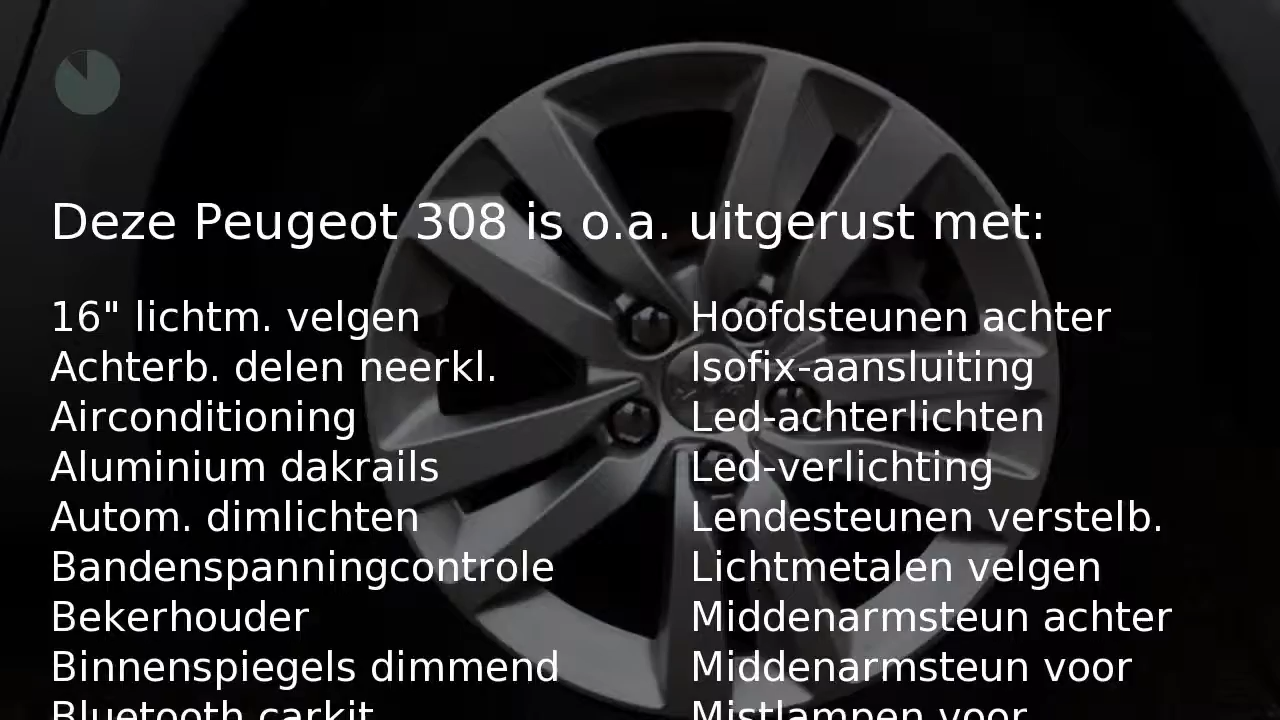 Deze Peugeot 308 is o.a. uitgerust met:
16" lichtm. velgen
Achterb. delen neerkl.
Airconditioning
Aluminium dakrails
Autom. dimlichten
Bandenspanningcontrole
Bekerhouder
Binnenspiegels dimmend
Bluetooth carkit
Hoofdsteunen achter
Isofix-aansluiting
Led-achterlichten
Led-verlichting
Lendesteunen verstelb.
Lichtmetalen velgen
Middenarmsteun achter
Middenarmsteun voor
Mistlampen voor